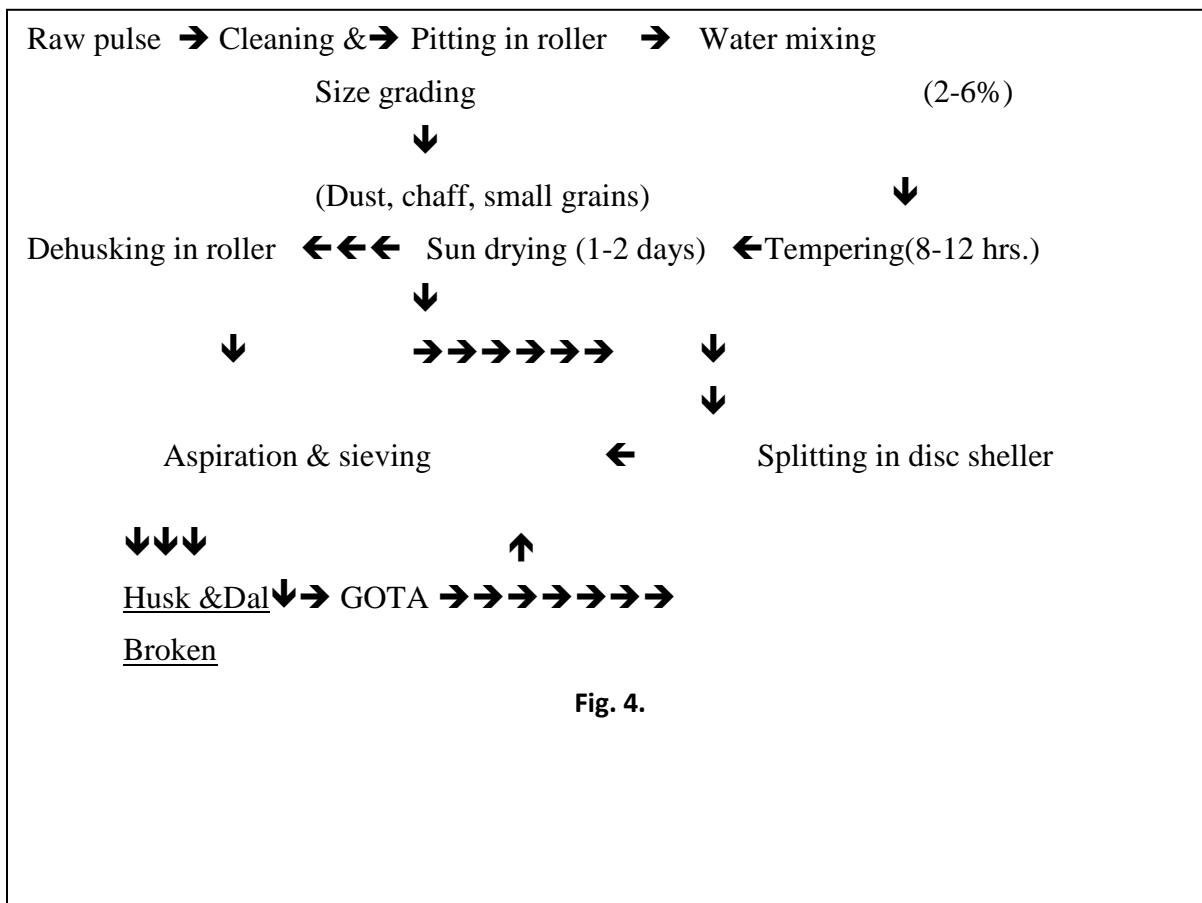 Raw pulse ➔ Cleaning &➔ Pitting in roller ➔ Water mixing
Size grading (2-6%)
🡻
(Dust, chaff, small grains) 🡻
Dehusking in roller 🡸🡸🡸 Sun drying (1-2 days) 🡸Tempering(8-12 hrs.)
🡻
🡻 ➔➔➔➔➔➔ 🡻
🡻
Aspiration & sieving 🡸 Splitting in disc sheller
🡻🡻🡻 🡹
Husk &Dal🡻➔ GOTA ➔➔➔➔➔➔➔
Broken
Fig. 4.